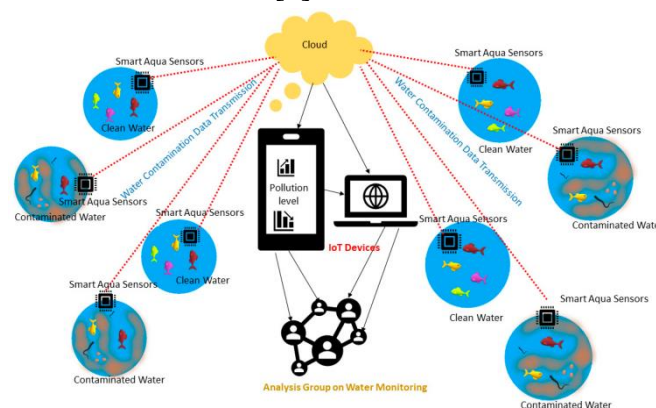 Cloud
Smart Aqua Sensors
Clean Water
Water Contamination Data Transmission
Smart Aqua Sensors
Contaminated Water
Smart Aqua Sensors
Clean Water
Smart Aqua Sensors
Contaminated Water
Pollution
level
IoT Devices
Analysis Group on Water Monitoring
Smart Aqua Sensors
Clean Water
Water Contamination Data Transmission
Smart Aqua Sensors
Contaminated Water
Smart Aqua Sensors
Clean Water
Smart Aqua Sensors
Contaminated Water